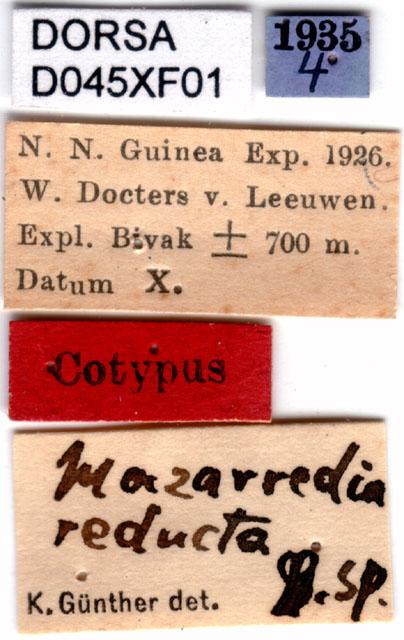 DORSA
D045XF01
1935
4
N. N. Guinea Exp. 1926.
W. Docters v. Leeuwen.
Expl. Bivak ± 700 m.
Datum X.
Cotypus
Mazarredia
reducta
n. sp.
K. Günther det.